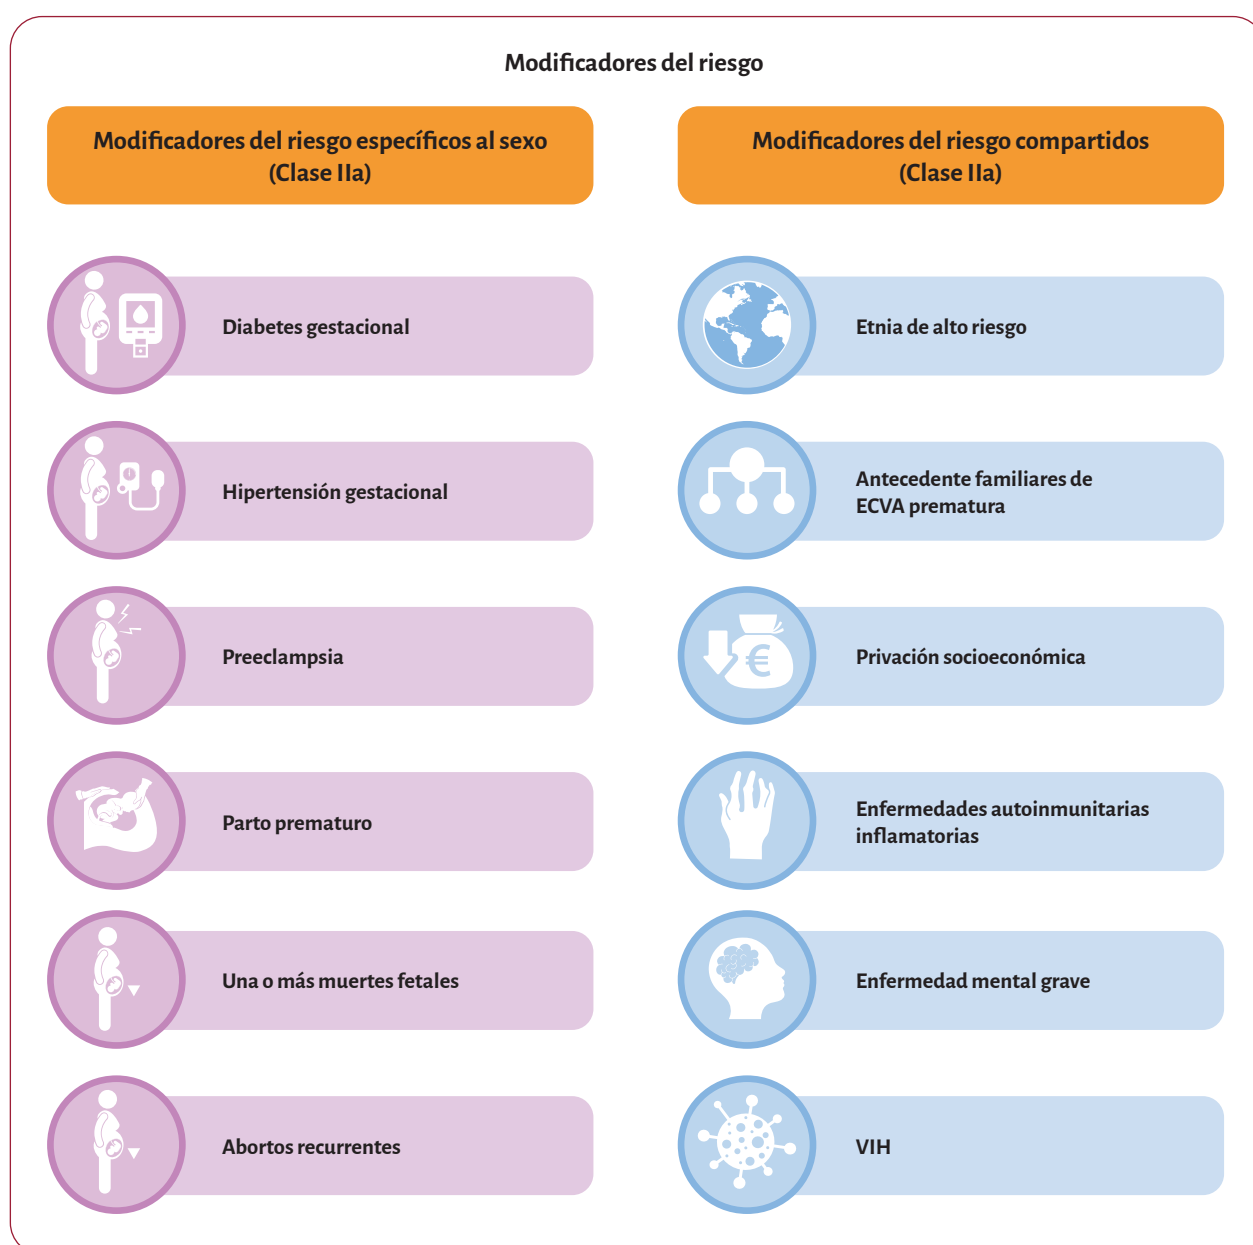 Modificadores del riesgo
Modificadores del riesgo específicos al sexo
(Clase IIa)
Diabetes gestacional
Hipertensión gestacional
Preeclampsia
Parto prematuro
Una o más muertes fetales
Abortos recurrentes
Modificadores del riesgo compartidos
(Clase IIa)
Etnia de alto riesgo
Antecedente familiares de
ECVA prematura
€
Privación socioeconómica
Enfermedades autoinmunitarias
inflamatorias
Enfermedad mental grave
VIH